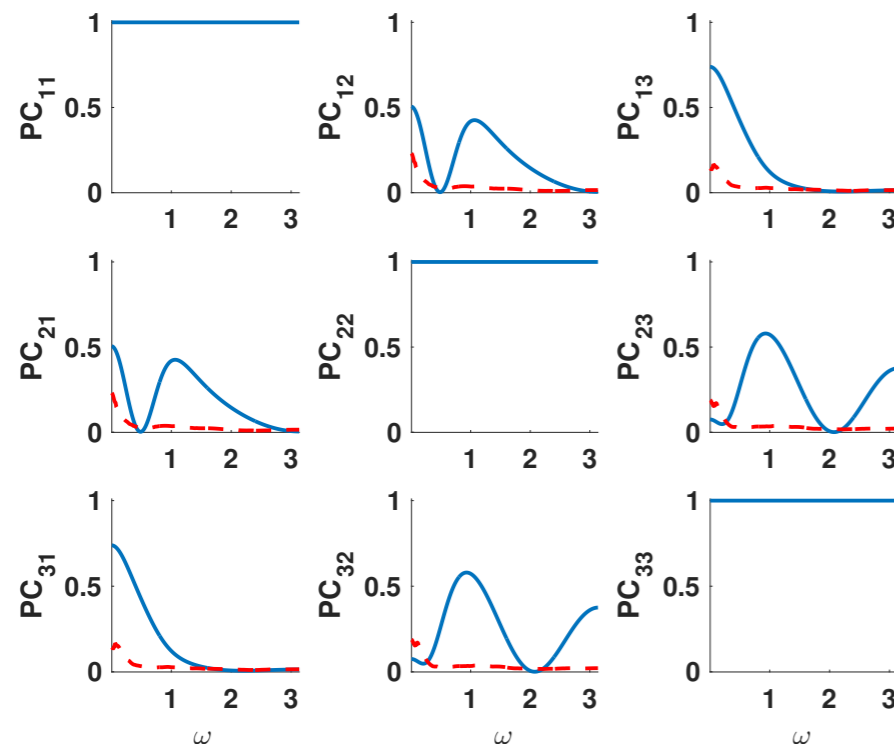 PC₁₁ 1 0.5 0 1 2 3
PC₁₂ 1 0.5 0 1 2 3
PC₁₃ 1 0.5 0 1 2 3
PC₂₁ 1 0.5 0 1 2 3
PC₂₂ 1 0.5 0 1 2 3
PC₂₃ 1 0.5 0 1 2 3
PC₃₁ 1 0.5 0 1 2 3
ω
PC₃₂ 1 0.5 0 1 2 3
ω
PC₃₃ 1 0.5 0 1 2 3
ω